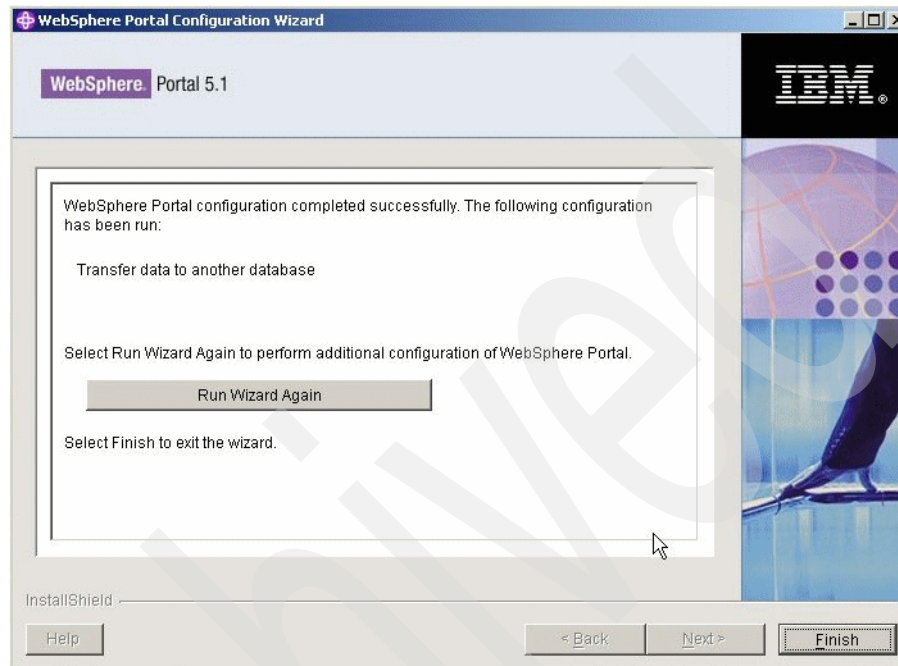 WebSphere Portal Configuration Wizard
WebSphere. Portal 5.1
IBM®
WebSphere Portal configuration completed successfully. The following configuration
has been run:
Transfer data to another database
Select Run Wizard Again to perform additional configuration of WebSphere Portal.
Run Wizard Again
Select Finish to exit the wizard.
InstallShield
Help
< Back
Next >
Finish